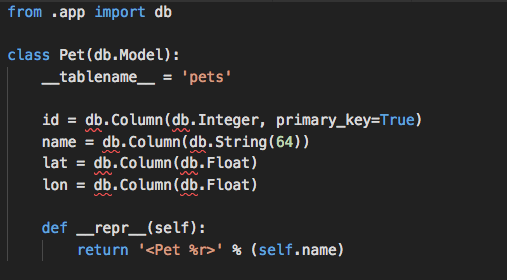 from .app import db
class Pet(db.Model):
__tablename__ = 'pets'
id = db.Column(db.Integer, primary_key=True)
name = db.Column(db.String(64))
lat = db.Column(db.Float)
lon = db.Column(db.Float)
def __repr__(self):
return '<Pet %r>' % (self.name)